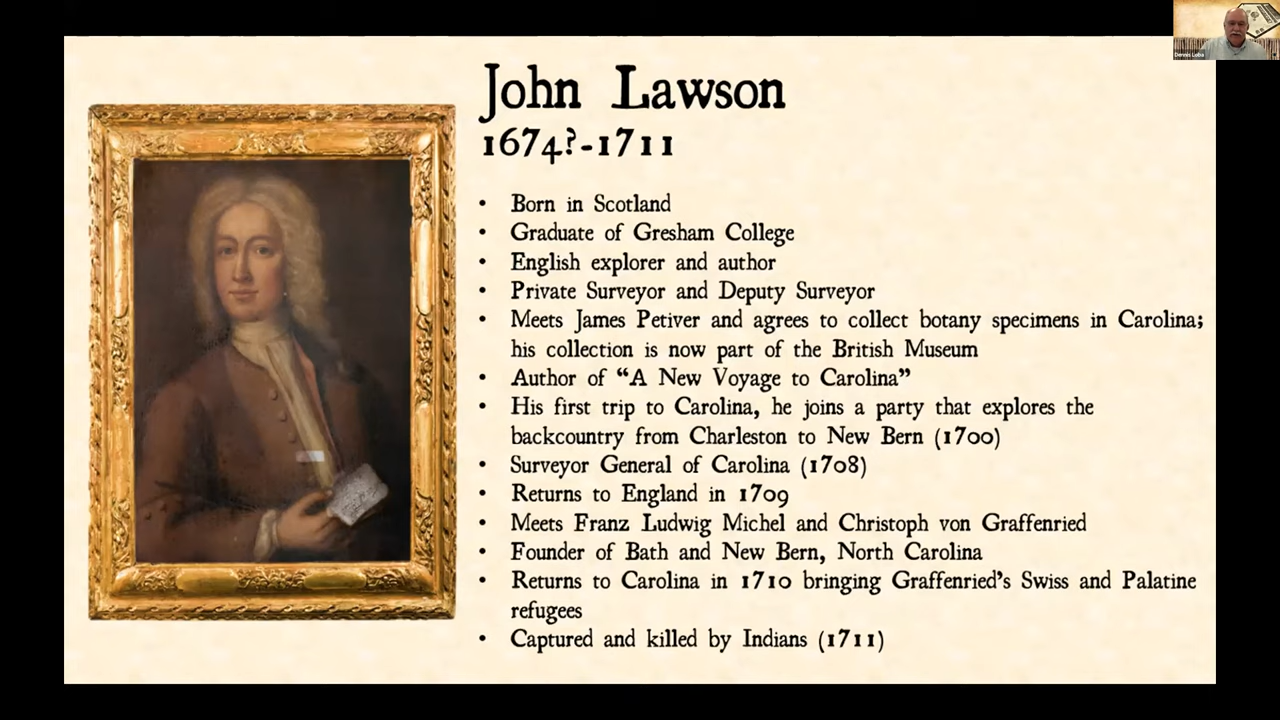 Dennis Loba
John Lawson
1674?-1711
• Born in Scotland
• Graduate of Gresham College
• English explorer and author
• Private Surveyor and Deputy Surveyor
• Meets James Petiver and agrees to collect botany specimens in Carolina;
his collection is now part of the British Museum
• Author of “A New Voyage to Carolina”
• His first trip to Carolina, he joins a party that explores the
backcountry from Charleston to New Bern (1700)
• Surveyor General of Carolina (1708)
• Returns to England in 1709
• Meets Franz Ludwig Michel and Christoph von Graffenried
• Founder of Bath and New Bern, North Carolina
• Returns to Carolina in 1710 bringing Graffenried’s Swiss and Palatine
refugees
• Captured and killed by Indians (1711)